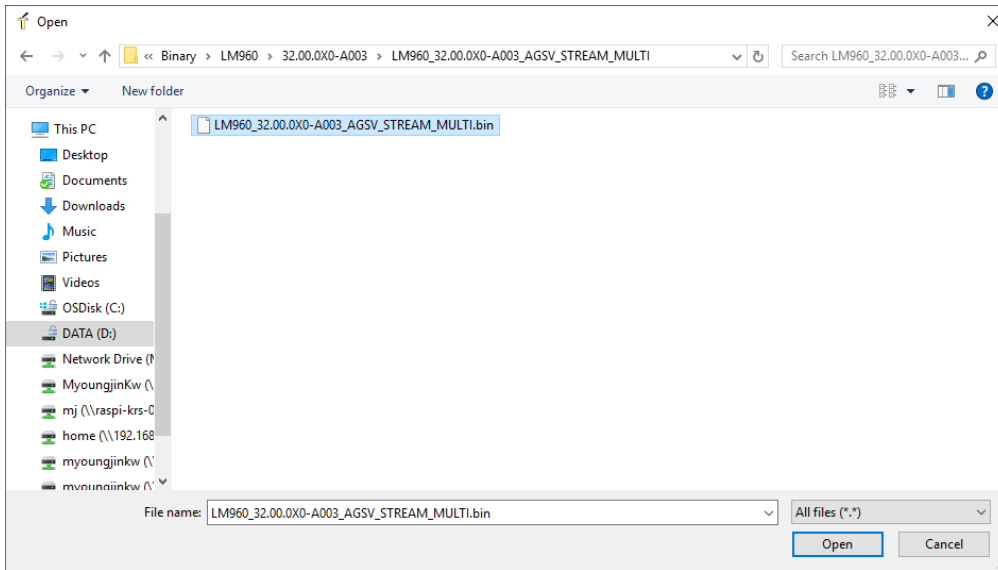 Open
« Binary > LM960 > 32.00.0X0-A003 > LM960_32.00.0X0-A003_AGSV_STREAM_MULTI
Search LM960_32.00.0X0-A003...
Organize New folder
This PC
LM960_32.00.0X0-A003_AGSV_STREAM_MULTI.bin
Desktop
Documents
Downloads
Music
Pictures
Videos
OSDisk (C:)
DATA (D:)
Network Drive (
MyoungjinKw (\
mj (\\raspi-krs-0
home (\\192.168
myoungjinkw (\
myoungjinkw (\
File name: LM960_32.00.0X0-A003_AGSV_STREAM_MULTI.bin
All files (*.*)
Open Cancel